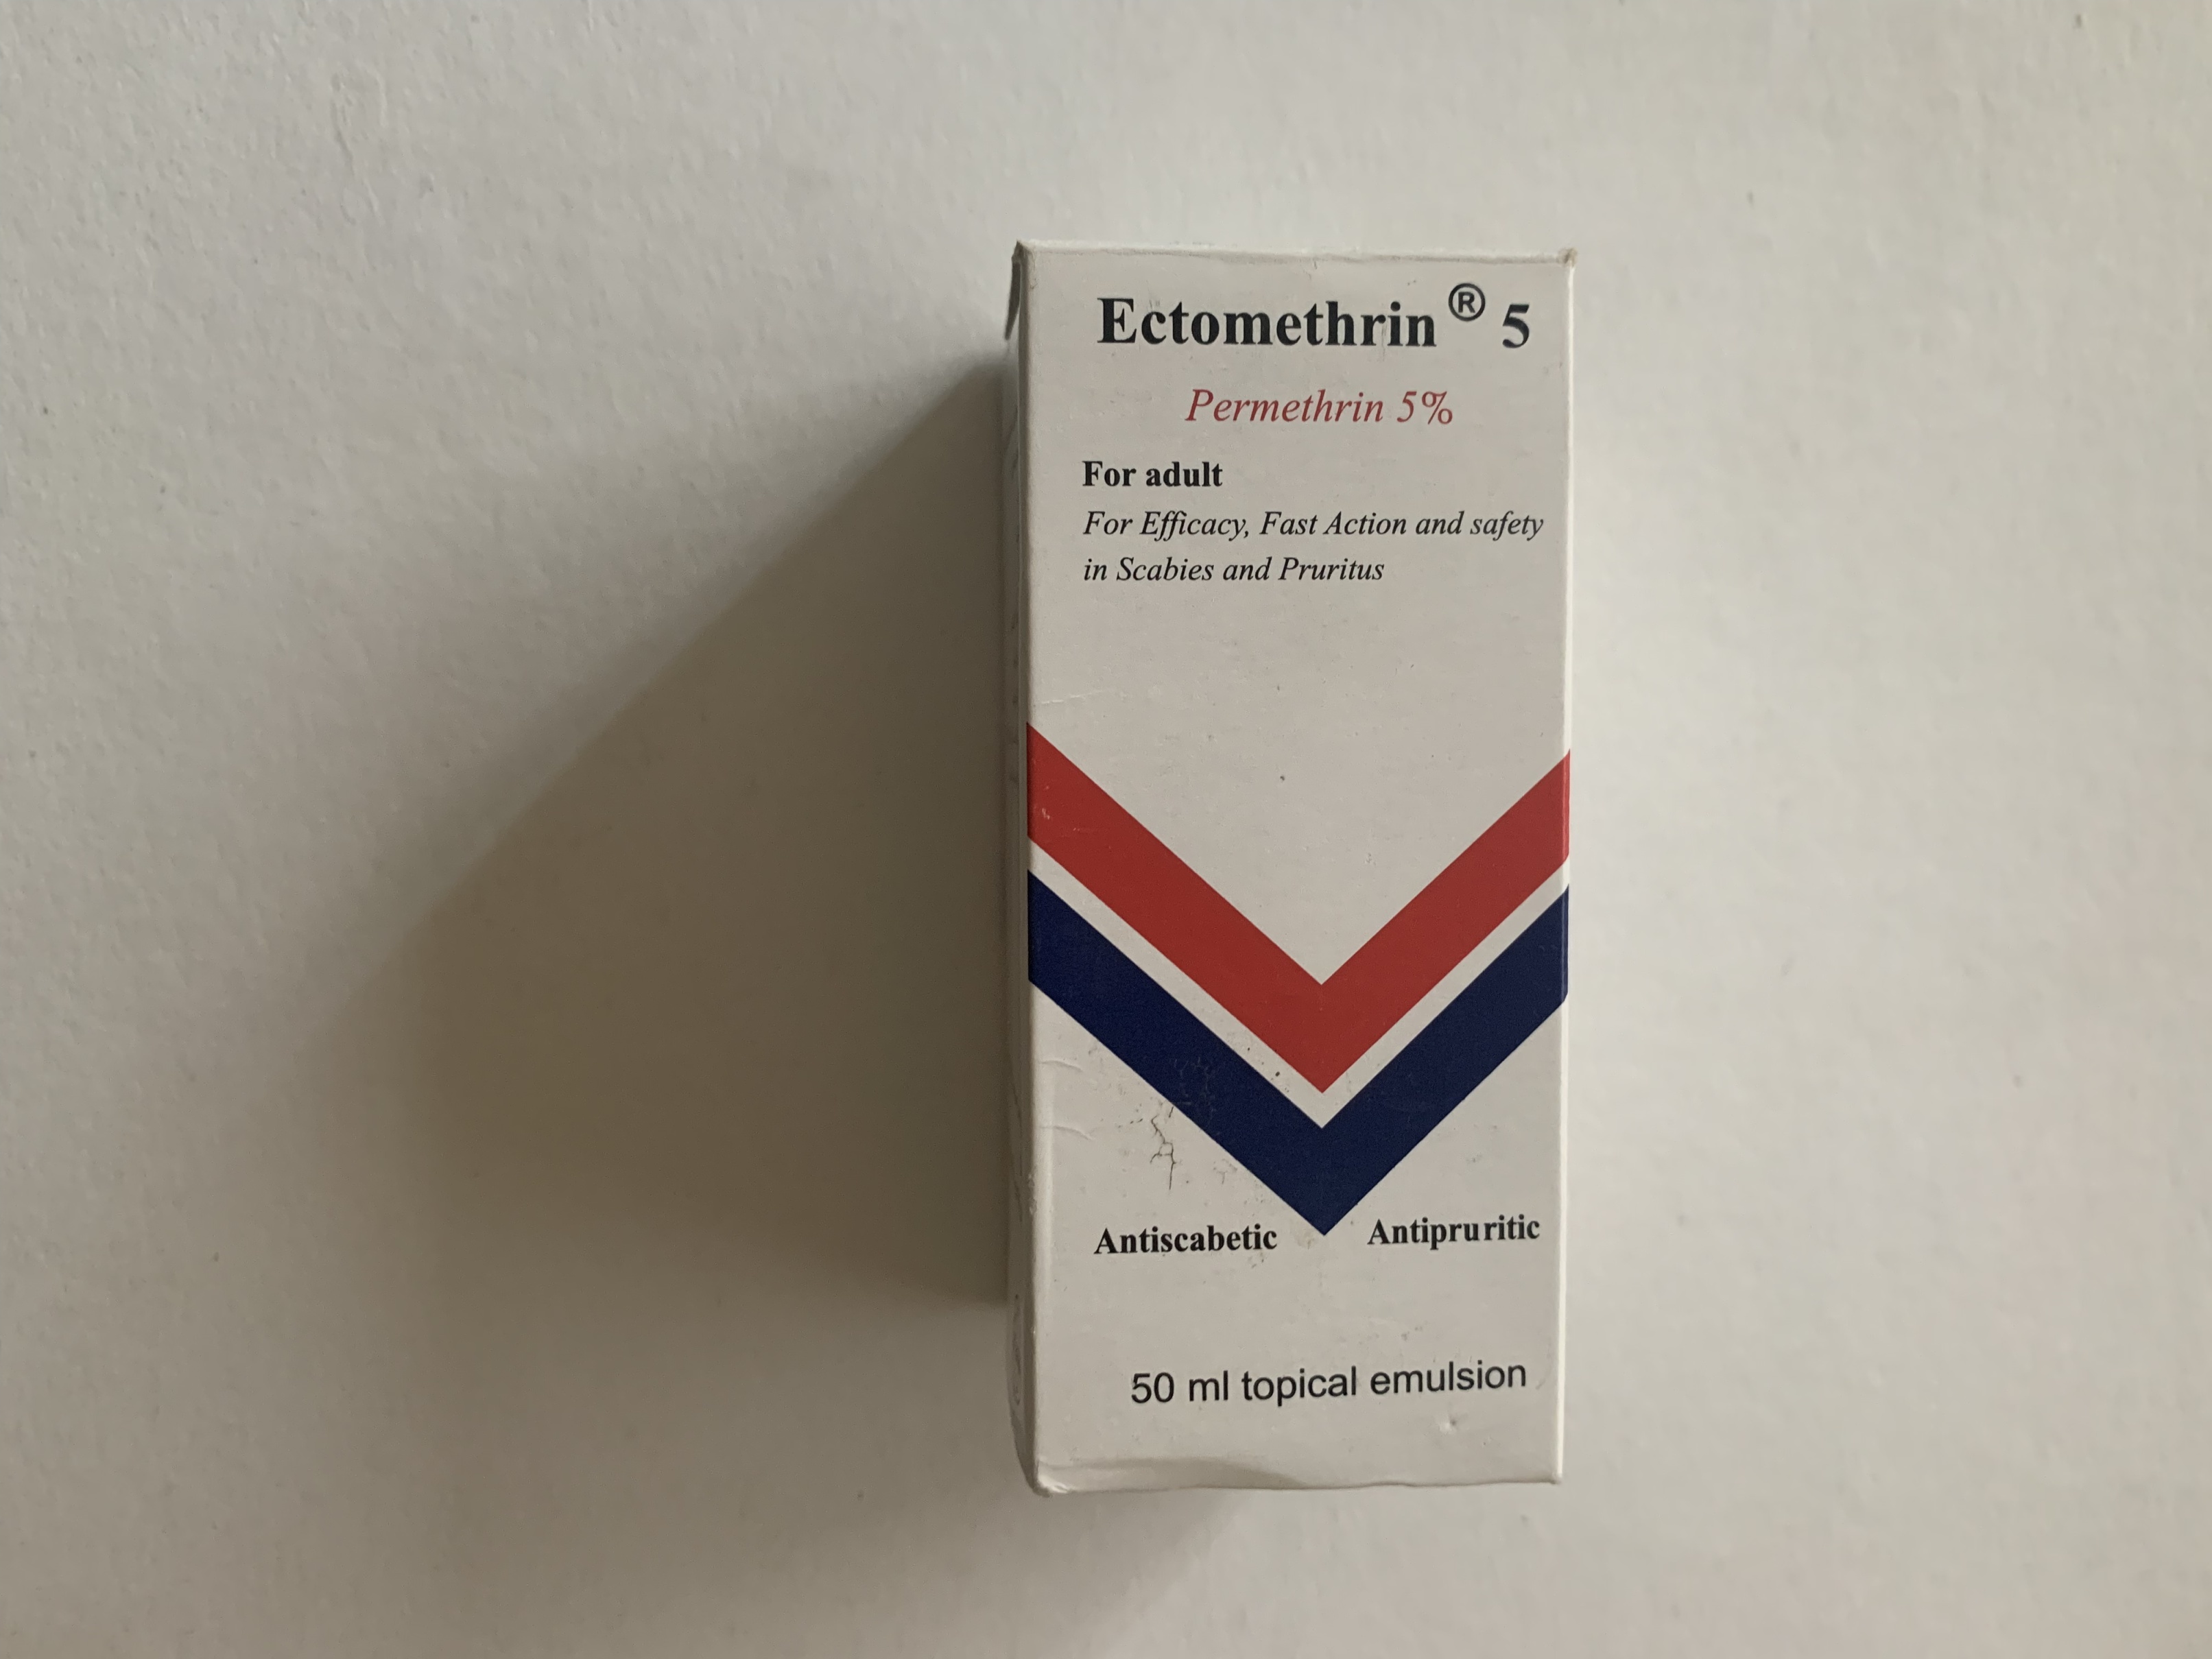 Ectomethrin® 5
Permethrin 5%
For adult
For Efficacy, Fast Action and safety
in Scabies and Pruritus
Antiscabetic Antipruritic
50 ml topical emulsion